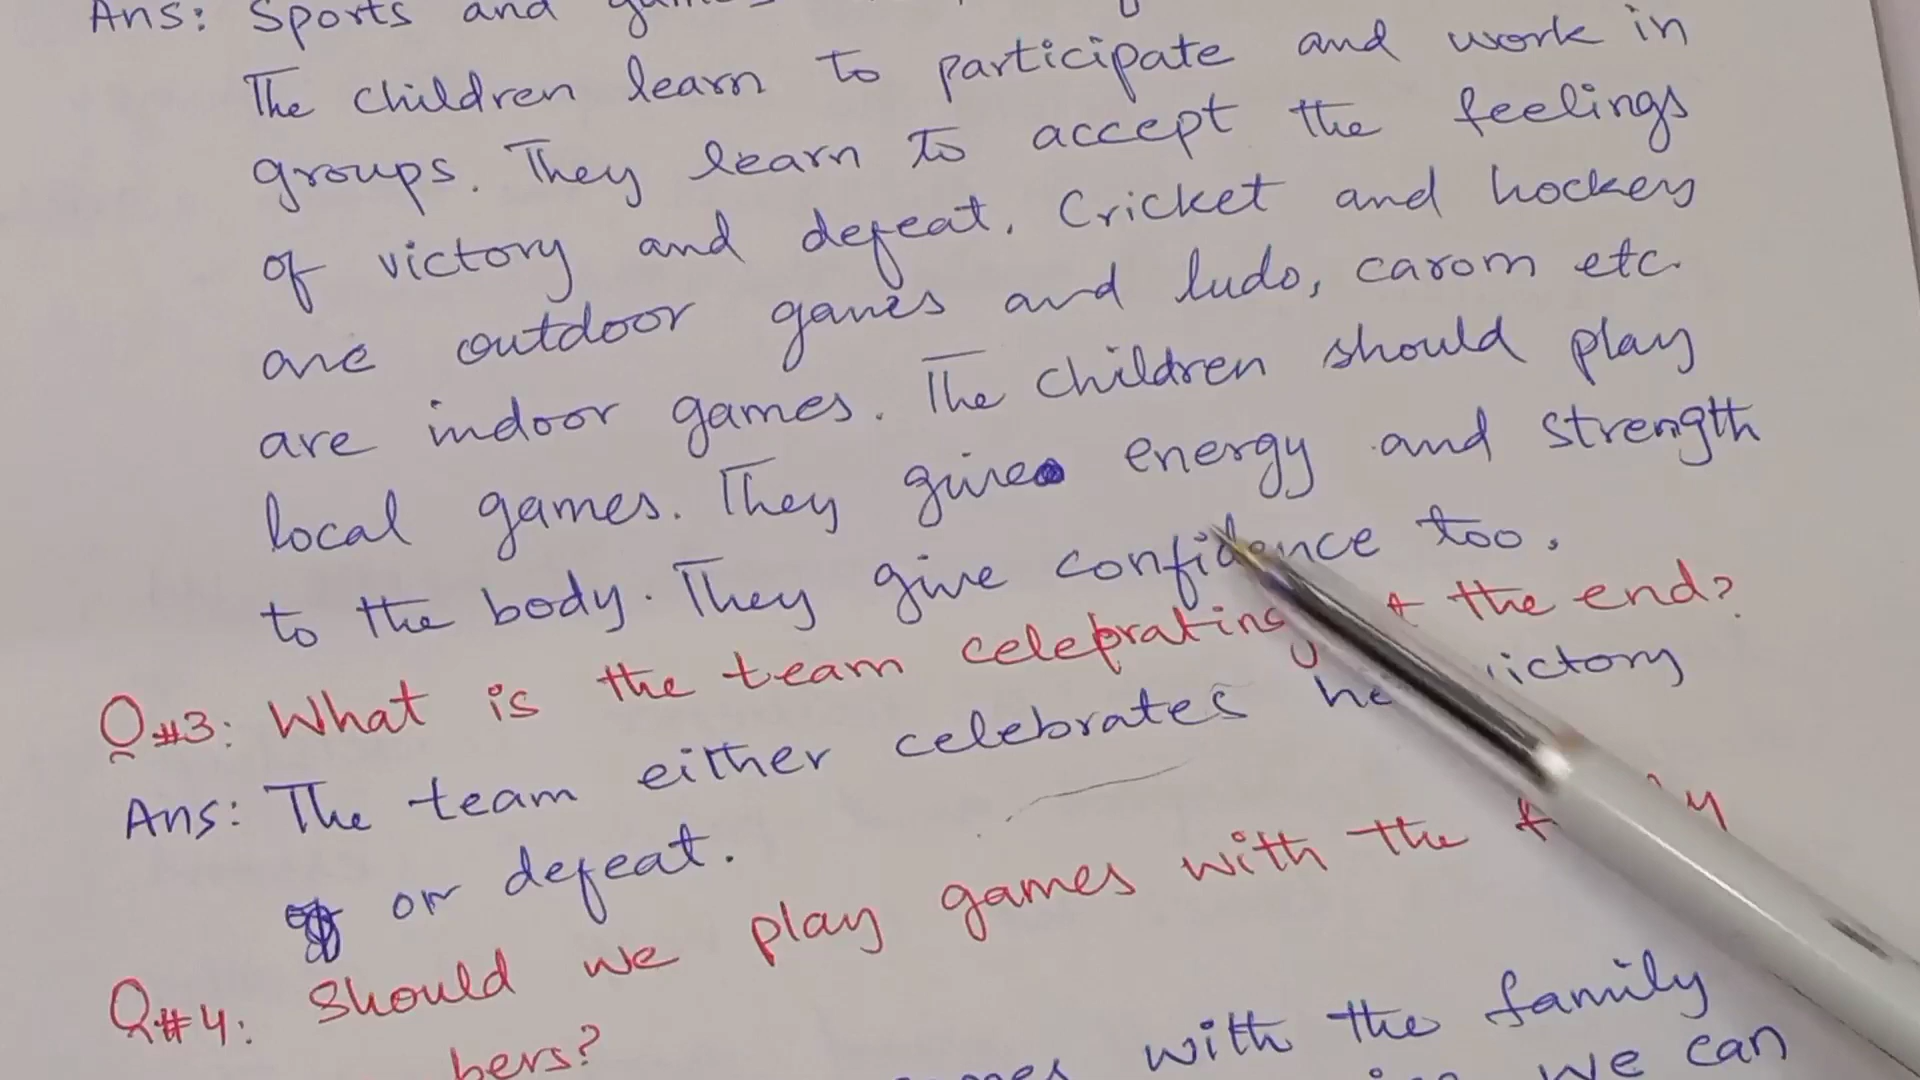 Ans: Sports and
The children learn to participate and work in
groups. They learn to accept the feelings
of victory and defeat. Cricket and hockey
are outdoor games and ludo, carom etc.
are indoor games. The children should play
local games. They give energy and strength
to the body. They give confidence too.
Q#3: What is the team celebrating the end?
Ans: The team either celebrates
or defeat.
Q#4: Should we play games with the
bers?
with the family
we can